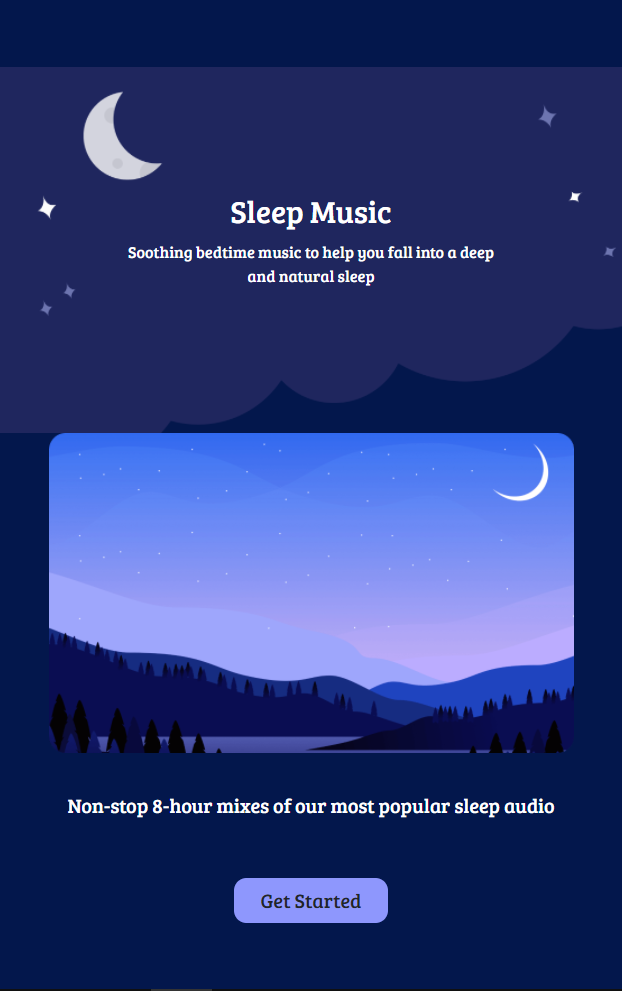 Sleep Music
Soothing bedtime music to help you fall into a deep
and natural sleep
Non-stop 8-hour mixes of our most popular sleep audio
Get Started